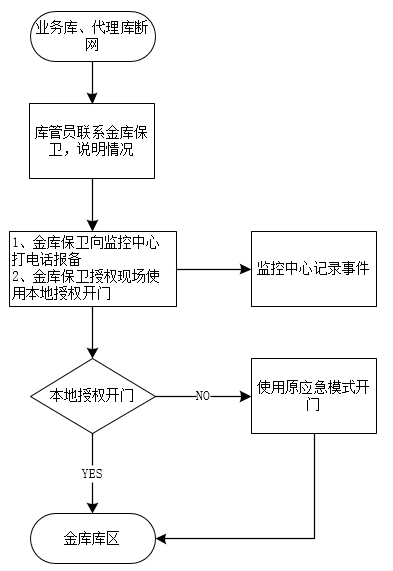 业务库、代理库断
网
库管员联系金库保
卫，说明情况
1、金库保卫向监控中心
打电话报备
2、金库保卫授权现场使
用本地授权开门
监控中心记录事件
本地授权开门
NO
使用原应急模式开
门
YES
金库库区